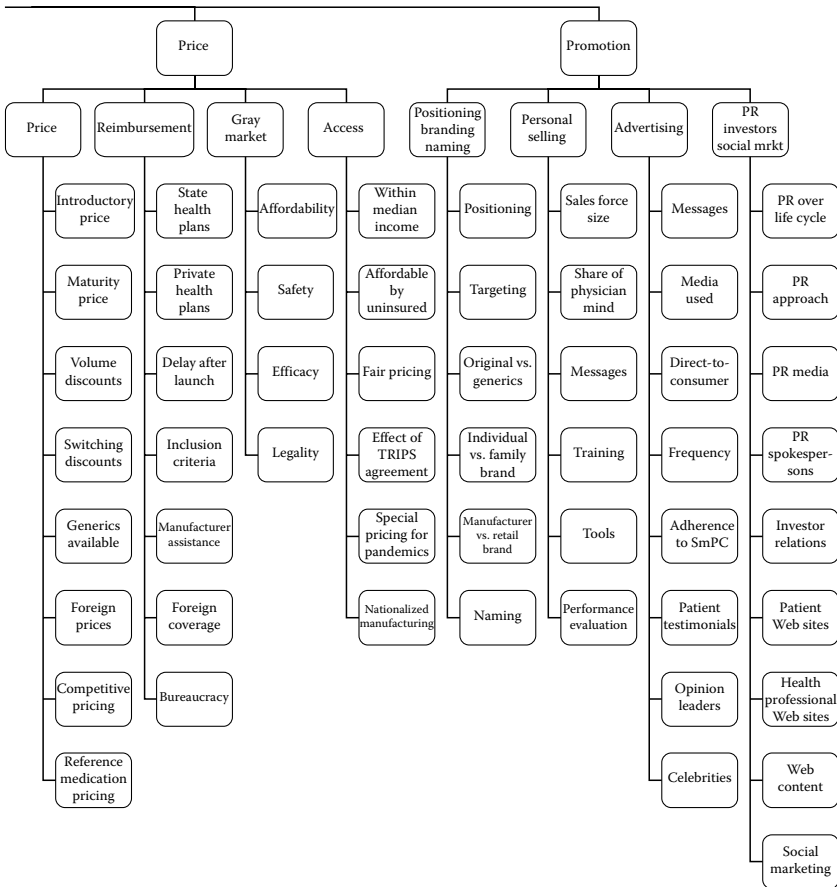 Price
Promotion
Price
Reimbursement
Gray
market
Access
Positioning
branding
naming
Personal
selling
Advertising
PR
investors
social mrkt
Introductory
price
Maturity
price
Volume
discounts
Switching
discounts
Generics
available
Foreign
prices
Competitive
pricing
Reference
medication
pricing
State
health
plans
Private
health
plans
Delay after
launch
Inclusion
criteria
Manufacturer
assistance
Foreign
coverage
Bureaucracy
Affordability
Safety
Efficacy
Legality
Within
median
income
Affordable
by
uninsured
Fair pricing
Effect of
TRIPS
agreement
Special
pricing for
pandemics
Nationalized
manufacturing
Positioning
Targeting
Original vs.
generics
Individual
vs. family
brand
Manufacturer
vs. retail
brand
Naming
Sales force
size
Share of
physician
mind
Messages
Training
Tools
Performance
evaluation
Messages
Media
used
Direct-to-
consumer
Frequency
Adherence
to SmPC
Patient
testimonials
Opinion
leaders
Celebrities
PR over
life cycle
PR
approach
PR media
PR
spokesper-
sons
Investor
relations
Patient
Web sites
Health
professional
Web sites
Web
content
Social
marketing